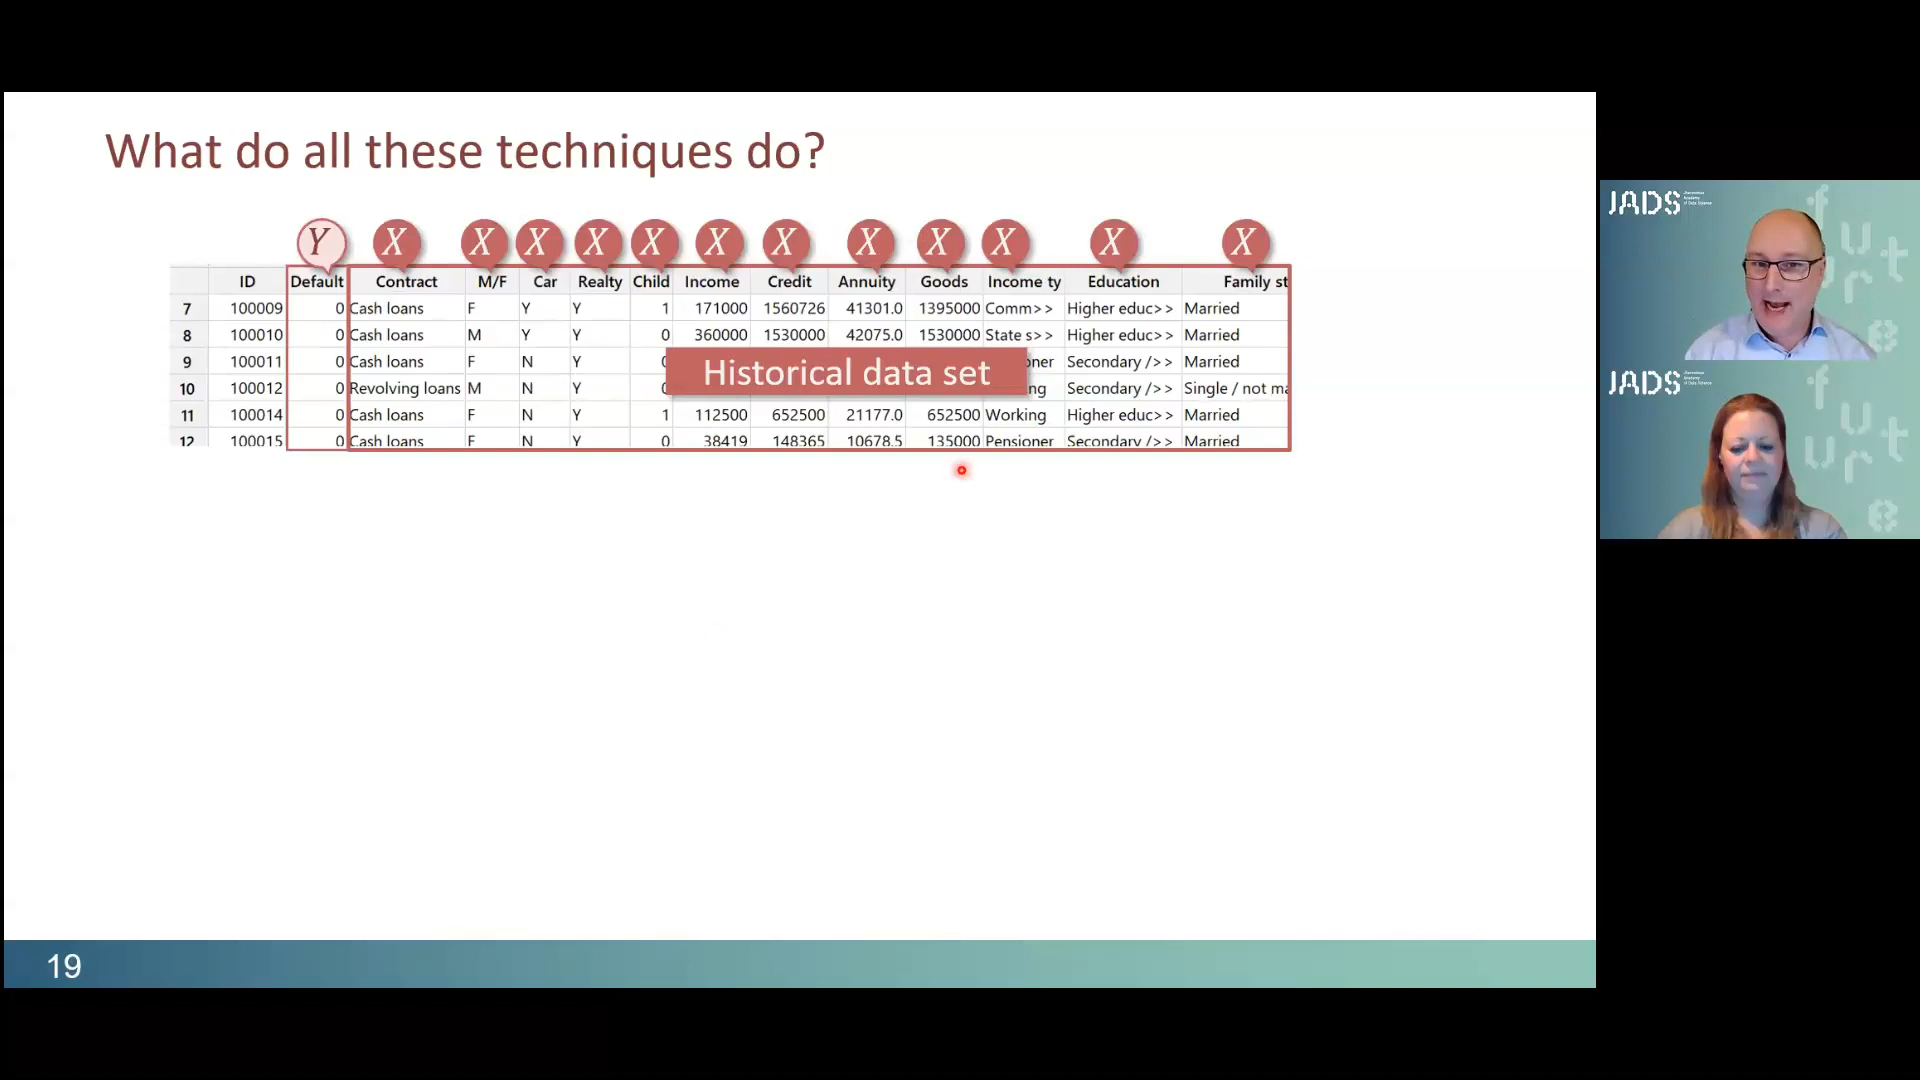 What do all these techniques do?
Y X X X X X X X X X X X X
ID Default Contract M/F Car Realty Child Income Credit Annuity Goods Income ty Education Family st
7 100009 0 Cash loans F Y Y 1 171000 1560726 41301.0 1395000 Comm>> Higher educ>> Married
8 100010 0 Cash loans M Y Y 0 360000 1530000 42075.0 1530000 State s>> Higher educ>> Married
9 100011 0 Cash loans F N Y 0 oner Secondary />> Married
Historical data set
10 100012 0 Revolving loans M N Y 0 ng Secondary />> Single / not ma
11 100014 0 Cash loans F N Y 1 112500 652500 21177.0 652500 Working Higher educ>> Married
12 100015 0 Cash loans F N Y 0 38419 148365 10678.5 135000 Pensioner Secondary />> Married
19
JADS
JADS